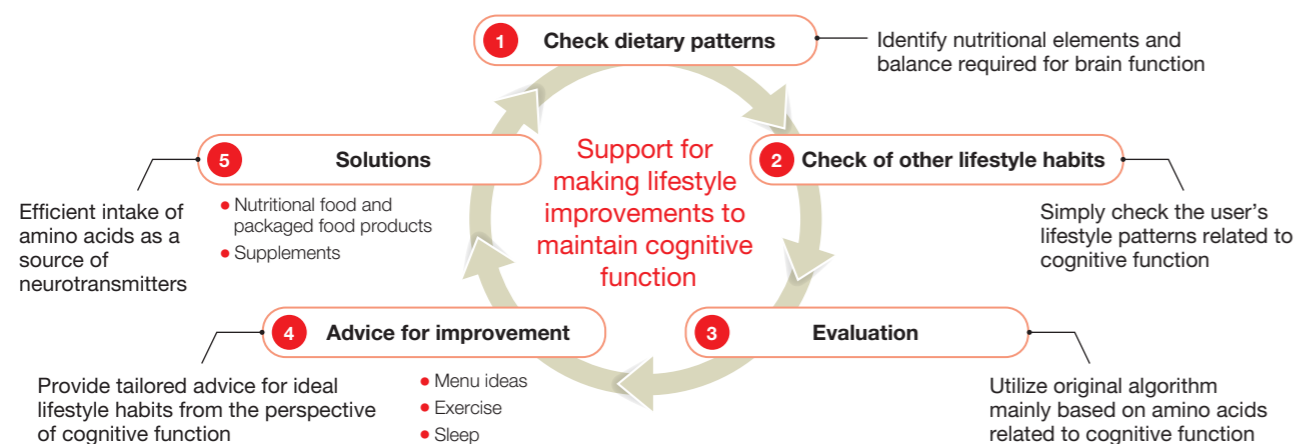 1 Check dietary patterns
Identify nutritional elements and
balance required for brain function
2 Check of other lifestyle habits
Simply check the user's
lifestyle patterns related to
cognitive function
3 Evaluation
Utilize original algorithm
mainly based on amino acids
related to cognitive function
4 Advice for improvement
• Menu ideas
• Exercise
• Sleep
Provide tailored advice for ideal
lifestyle habits from the perspective
of cognitive function
5 Solutions
• Nutritional food and
packaged food products
• Supplements
Efficient intake of
amino acids as a
source of
neurotransmitters
Support for
making lifestyle
improvements to
maintain cognitive
function